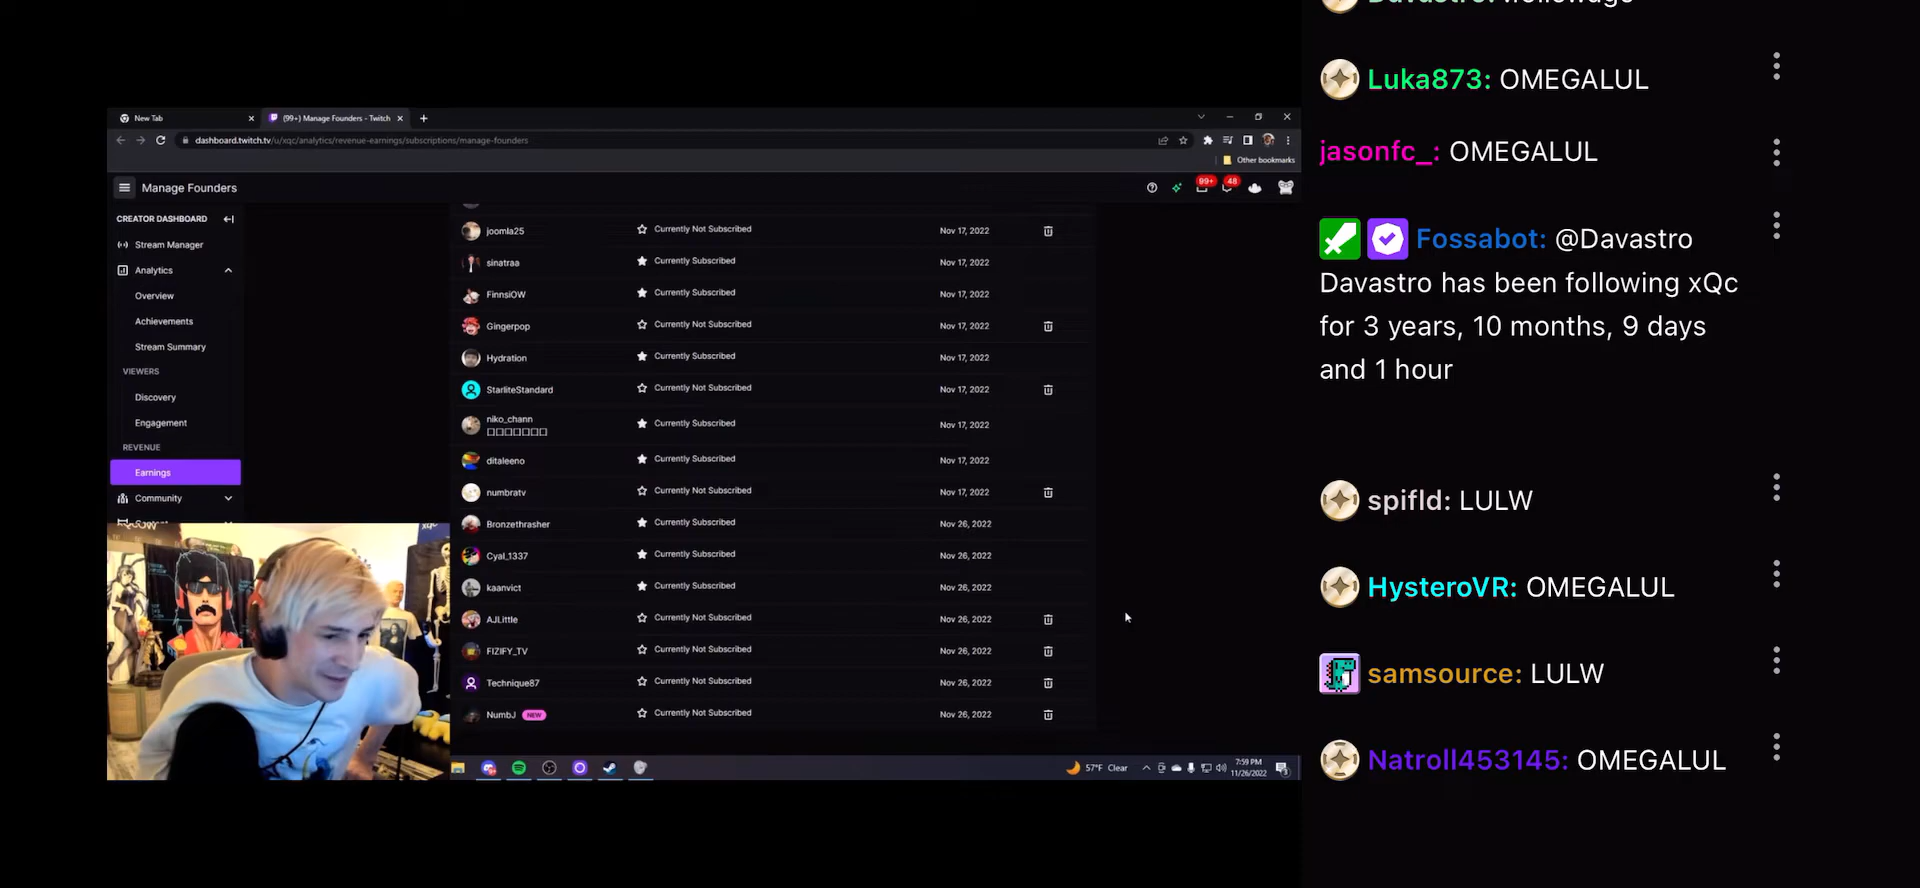 New Tab
(99+) Manage Founders - Twitch
dashboard.twitch.tv/u/xqc/analytics/revenue-earnings/subscriptions/manage-founders
Other bookmarks
Manage Founders
99+
48
CREATOR DASHBOARD
Stream Manager
Analytics
Overview
Achievements
Stream Summary
VIEWERS
Discovery
Engagement
REVENUE
Earnings
Community
joomla25 Currently Not Subscribed Nov 17, 2022
sinatraa Currently Subscribed Nov 17, 2022
FinnsiOW Currently Subscribed Nov 17, 2022
Gingerpop Currently Not Subscribed Nov 17, 2022
Hydration Currently Subscribed Nov 17, 2022
StarliteStandard Currently Not Subscribed Nov 17, 2022
niko_chann Currently Subscribed Nov 17, 2022
ditaleeno Currently Subscribed Nov 17, 2022
numbratv Currently Not Subscribed Nov 17, 2022
Bronzethrasher Currently Subscribed Nov 26, 2022
Cyal_1337 Currently Subscribed Nov 26, 2022
kaanvict Currently Subscribed Nov 26, 2022
AJLittle Currently Not Subscribed Nov 26, 2022
FIZIFY_TV Currently Not Subscribed Nov 26, 2022
Technique87 Currently Not Subscribed Nov 26, 2022
NumbJ NEW Currently Not Subscribed Nov 26, 2022
57°F Clear
7:59 PM
11/26/2022
Luka873: OMEGALUL
jasonfc_: OMEGALUL
Fossabot: @Davastro
Davastro has been following xQc
for 3 years, 10 months, 9 days
and 1 hour
spifld: LULW
HysteroVR: OMEGALUL
samsource: LULW
Natroll453145: OMEGALUL